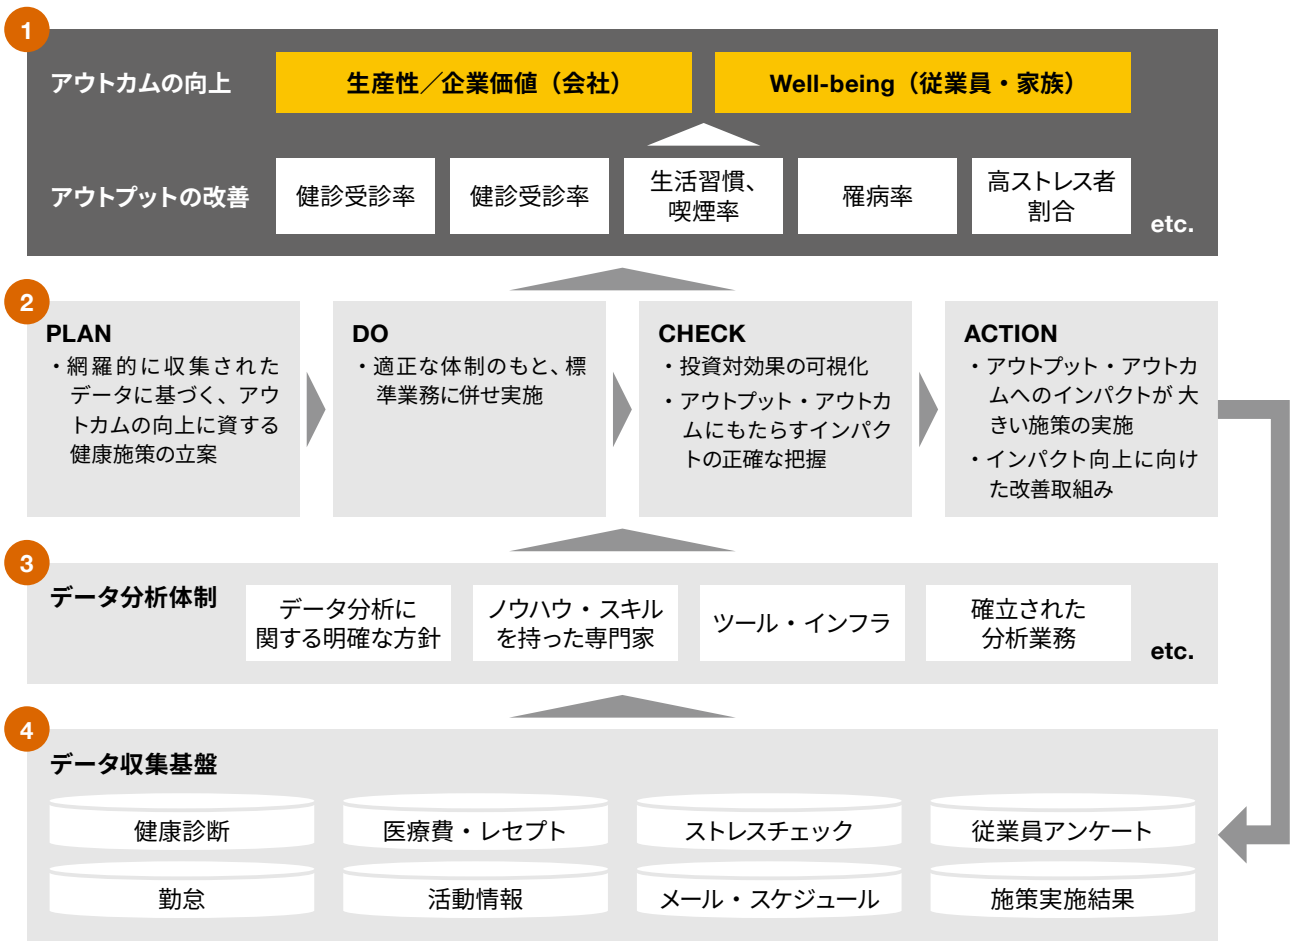 1
アウトカムの向上
生産性／企業価値（会社）
Well-being（従業員・家族）
アウトプットの改善
健診受診率
健診受診率
生活習慣、
喫煙率
罹病率
高ストレス者
割合
etc.
2
PLAN
・網羅的に収集された
データに基づく、アウ
トカムの向上に資する
健康施策の立案
DO
・適正な体制のもと、標
準業務に併せ実施
CHECK
・投資対効果の可視化
・アウトプット・アウトカ
ムにもたらすインパク
トの正確な把握
ACTION
・アウトプット・アウトカ
ムへのインパクトが大
きい施策の実施
・インパクト向上に向け
た改善取組み
3
データ分析体制
データ分析に
関する明確な方針
ノウハウ・スキル
を持った専門家
ツール・インフラ
確立された
分析業務
etc.
4
データ収集基盤
健康診断
医療費・レセプト
ストレスチェック
従業員アンケート
勤怠
活動情報
メール・スケジュール
施策実施結果